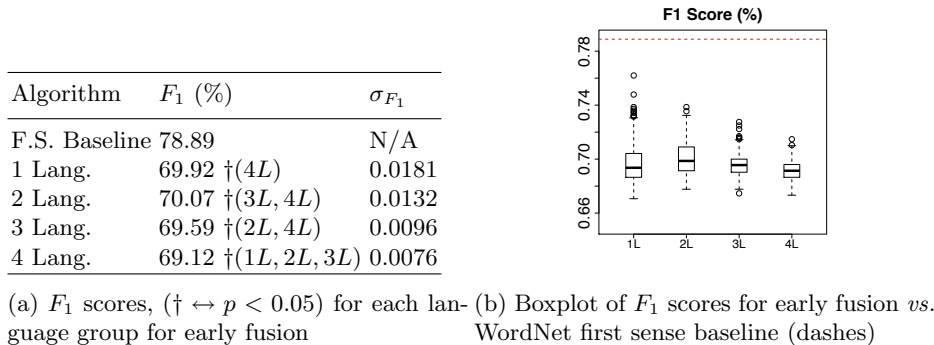 Algorithm F₁ (%) σF₁
F.S. Baseline 78.89 N/A
1 Lang. 69.92 †(4L) 0.0181
2 Lang. 70.07 †(3L, 4L) 0.0132
3 Lang. 69.59 †(2L, 4L) 0.0096
4 Lang. 69.12 †(1L, 2L, 3L) 0.0076
(a) F₁ scores, († ↔ p < 0.05) for each lan-
guage group for early fusion
F1 Score (%)
0.78
0.74
0.70
0.66
1L 2L 3L 4L
(b) Boxplot of F₁ scores for early fusion vs.
WordNet first sense baseline (dashes)